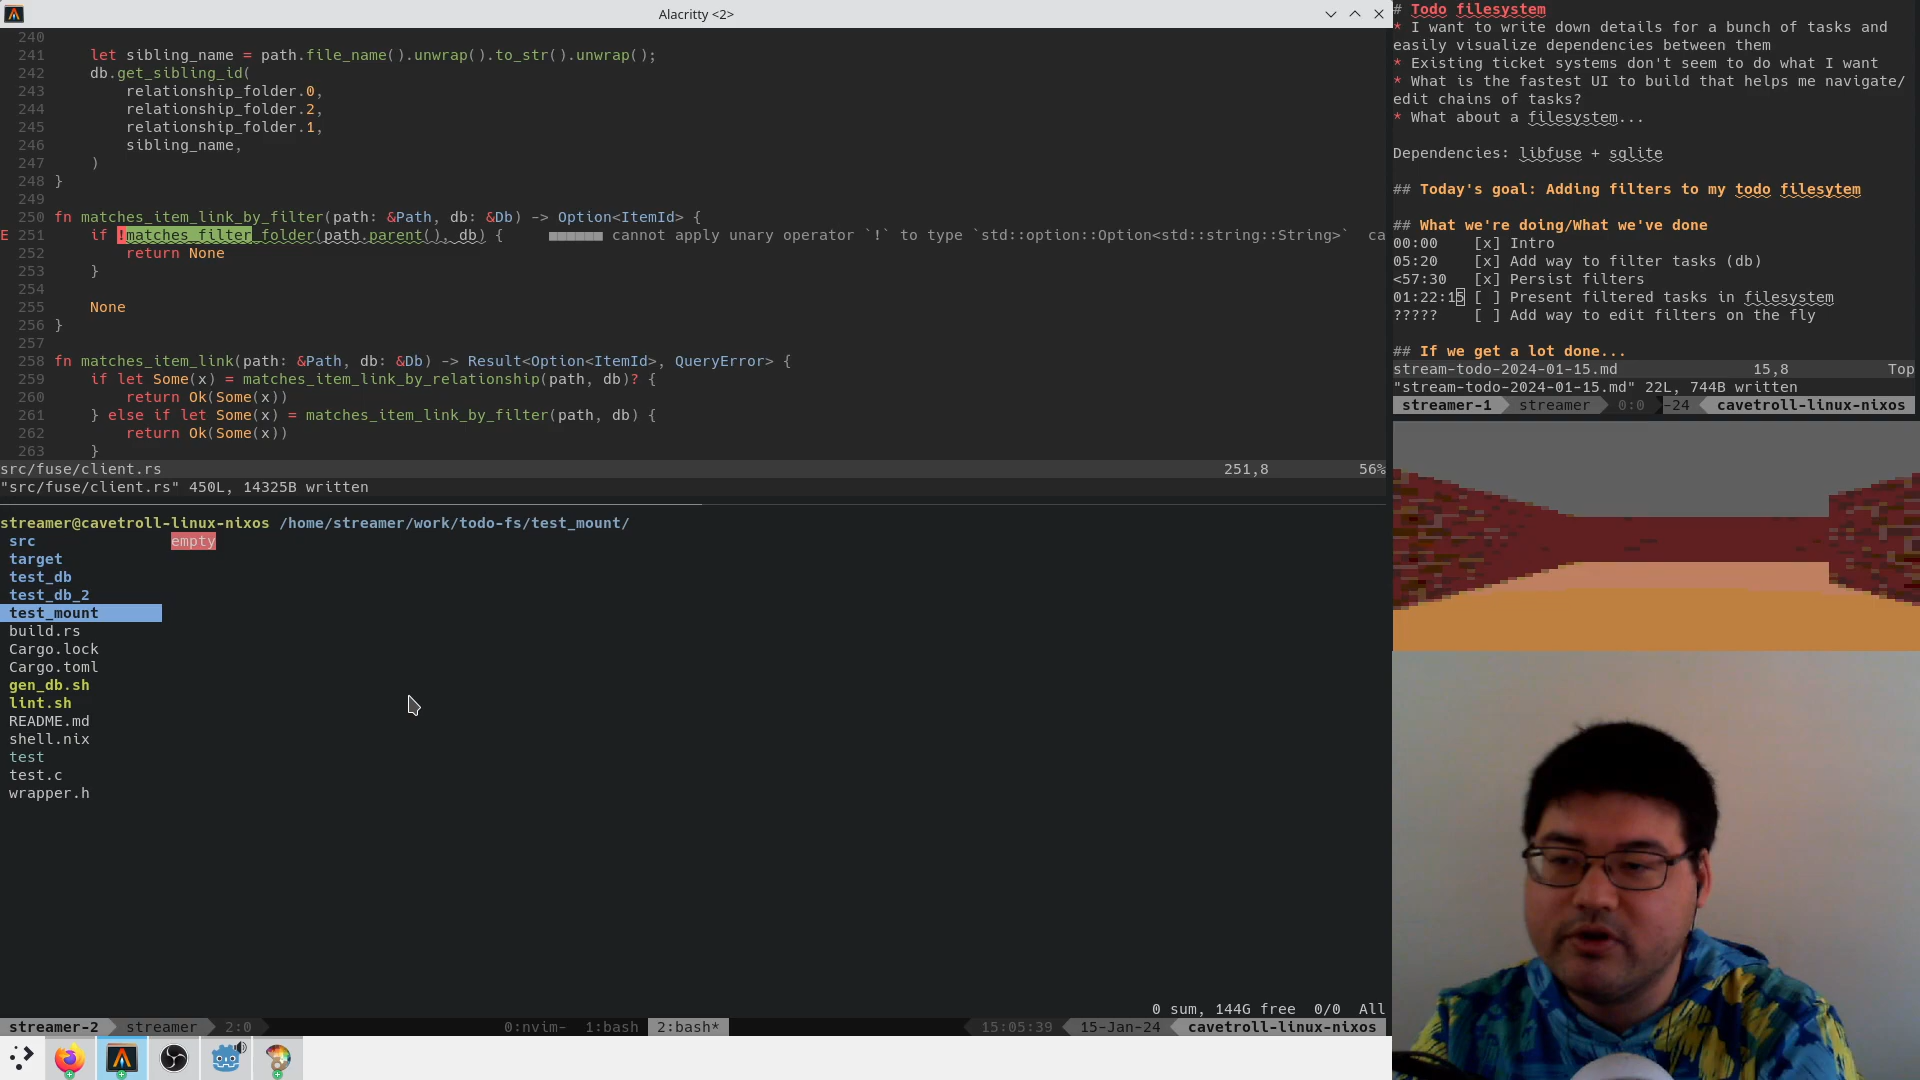 Alacritty <2>
240
241     let sibling_name = path.file_name().unwrap().to_str().unwrap();
242     db.get_sibling_id(
243         relationship_folder.0,
244         relationship_folder.2,
245         relationship_folder.1,
246         sibling_name,
247     )
248 }
249
250 fn matches_item_link_by_filter(path: &Path, db: &Db) -> Option<ItemId> {
E 251     if !matches_filter_folder(path.parent(), db) {     ■■■■■■ cannot apply unary operator `!` to type `std::option::Option<std::string::String>`  ca
252         return None
253     }
254
255     None
256 }
257
258 fn matches_item_link(path: &Path, db: &Db) -> Result<Option<ItemId>, QueryError> {
259     if let Some(x) = matches_item_link_by_relationship(path, db)? {
260         return Ok(Some(x))
261     } else if let Some(x) = matches_item_link_by_filter(path, db) {
262         return Ok(Some(x))
263     }
src/fuse/client.rs 251,8 56%
"src/fuse/client.rs" 450L, 14325B written
streamer@cavetroll-linux-nixos /home/streamer/work/todo-fs/test_mount/
src empty
target
test_db
test_db_2
test_mount
build.rs
Cargo.lock
Cargo.toml
gen_db.sh
lint.sh
README.md
shell.nix
test
test.c
wrapper.h
0 sum, 144G free  0/0  All
streamer-2 streamer 2:0 0:nvim- 1:bash 2:bash* 15:05:39 15-Jan-24 cavetroll-linux-nixos
# Todo filesystem
* I want to write down details for a bunch of tasks and
easily visualize dependencies between them
* Existing ticket systems don't seem to do what I want
* What is the fastest UI to build that helps me navigate/
edit chains of tasks?
* What about a filesystem...
Dependencies: libfuse + sqlite
## Today's goal: Adding filters to my todo filesytem
## What we're doing/What we've done
00:00    [x] Intro
05:20    [x] Add way to filter tasks (db)
<57:30   [x] Persist filters
01:22:15 [ ] Present filtered tasks in filesystem
?????    [ ] Add way to edit filters on the fly
## If we get a lot done...
stream-todo-2024-01-15.md 15,8 Top
"stream-todo-2024-01-15.md" 22L, 744B written
streamer-1 streamer 0:0 -24 cavetroll-linux-nixos